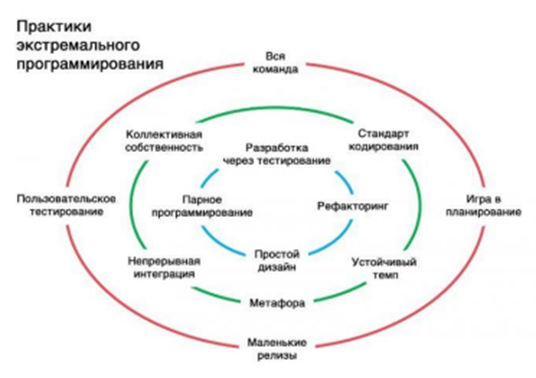 Практики
экстремального
программирования
Вся
команда
Коллективная
собственность
Стандарт
кодирования
Разработка
через тестирование
Пользовательское
тестирование
Парное
программирование
Рефакторинг
Игра в
планирование
Непрерывная
интеграция
Простой
дизайн
Устойчивый
темп
Метафора
Маленькие
релизы